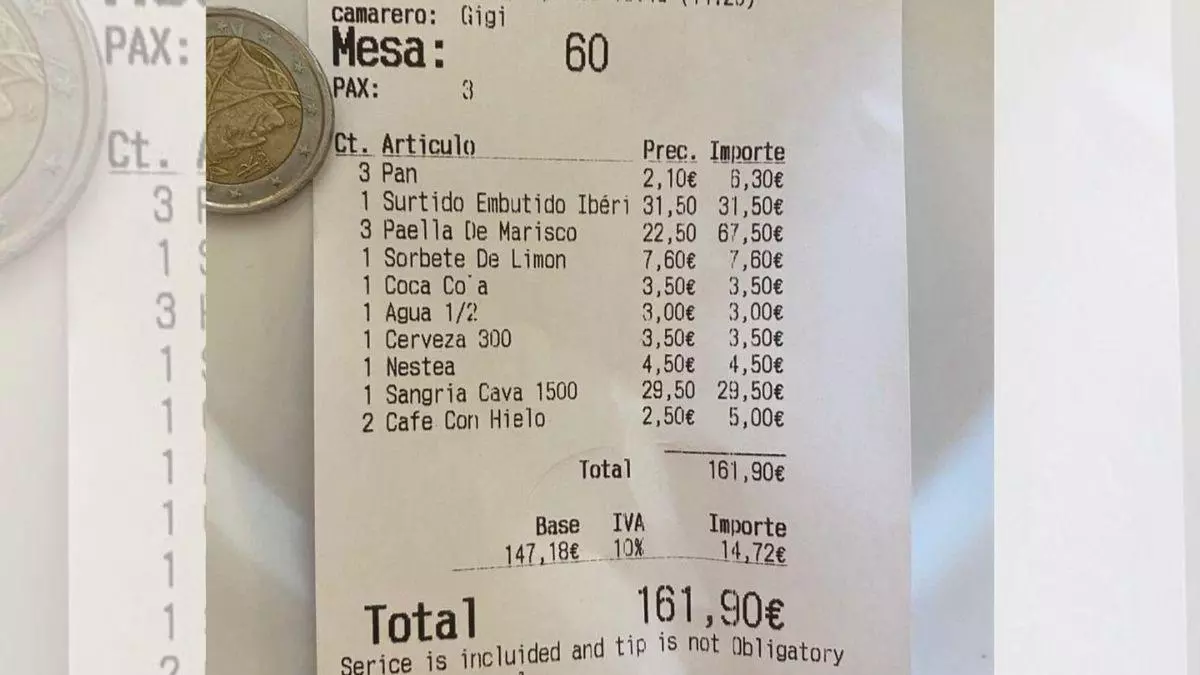 camarero: Gigi
Mesa: 60
PAX: 3
Ct. Artículo Prec. Importe
3 Pan 2,10€ 6,30€
1 Surtido Embutido Ibéri 31,50 31,50€
3 Paella De Marisco 22,50 67,50€
1 Sorbete De Limon 7,60€ 7,60€
1 Coca Co a 3,50€ 3,50€
1 Agua 1/2 3,00€ 3,00€
1 Cerveza 300 3,50€ 3,50€
1 Nestea 4,50€ 4,50€
1 Sangria Cava 1500 29,50 29,50€
2 Cafe Con Hielo 2,50€ 5,00€
Total 161,90€
Base IVA Importe
147,18€ 10% 14,72€
Total 161,90€
Serice is incluided and tip is not Obligatory